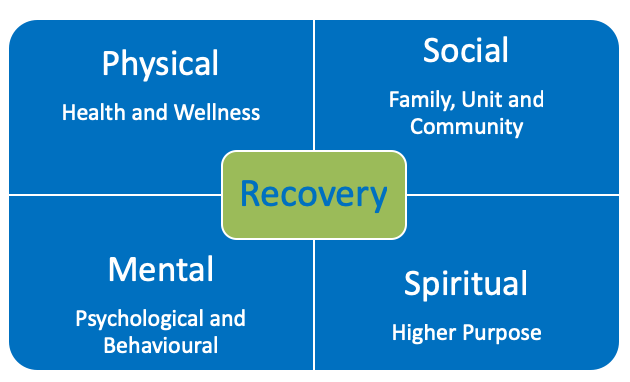 Physical
Health and Wellness
Social
Family, Unit and
Community
Recovery
Mental
Psychological and
Behavioural
Spiritual
Higher Purpose